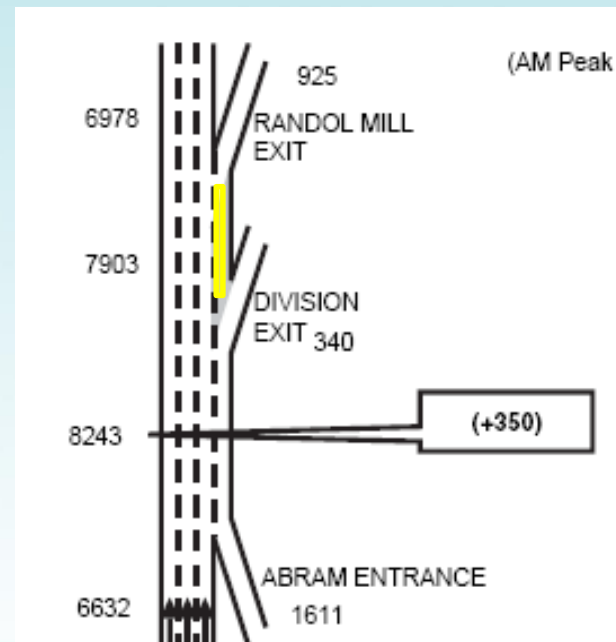 (AM Peak
925
6978
RANDOL MILL
EXIT
7903
DIVISION
EXIT 340
8243
(+350)
ABRAM ENTRANCE
6632
1611